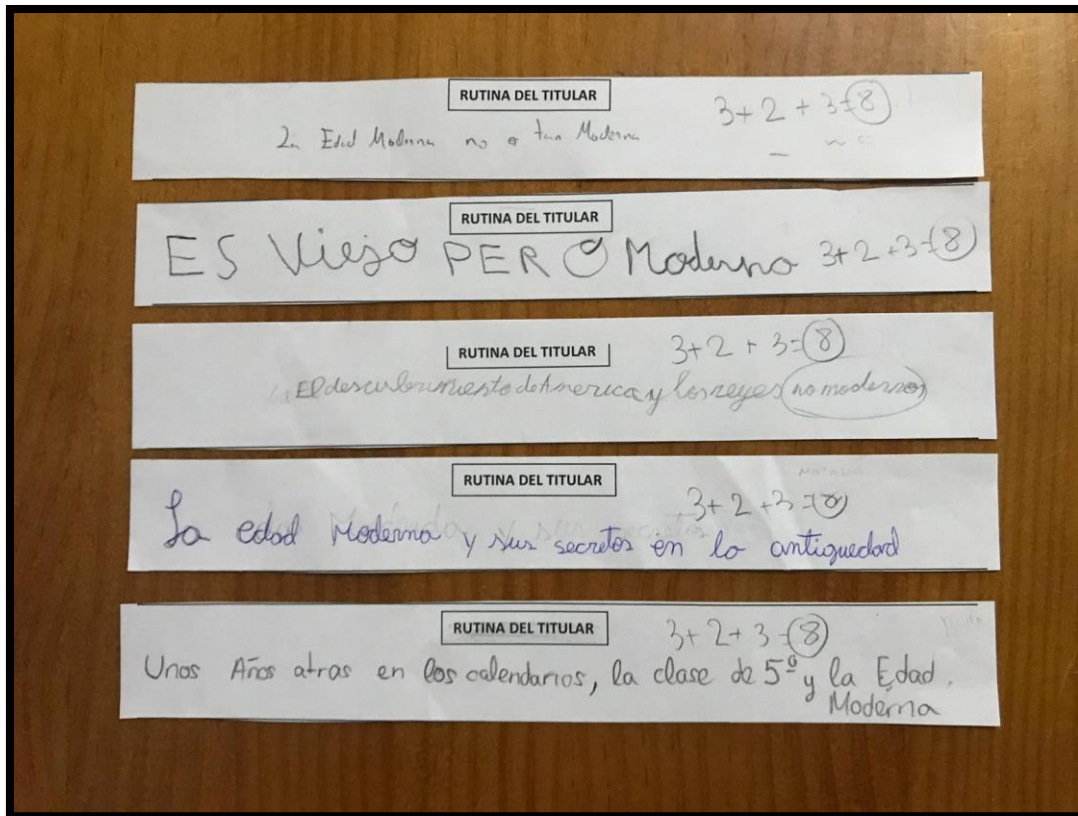 RUTINA DEL TITULAR
3+2+3=8
La Edad Moderna no es tan Moderna
RUTINA DEL TITULAR
ES Viejo PERO Moderno 3+2+3=8
RUTINA DEL TITULAR
3+2+3=8
El descubrimiento de America y los reyes no modernos
RUTINA DEL TITULAR
3+2+3=8
La edad Moderna y sus secretos en la antiguedad
RUTINA DEL TITULAR
3+2+3=8
Unos Años atras en los calendarios, la clase de 5º y la Edad.
Moderna